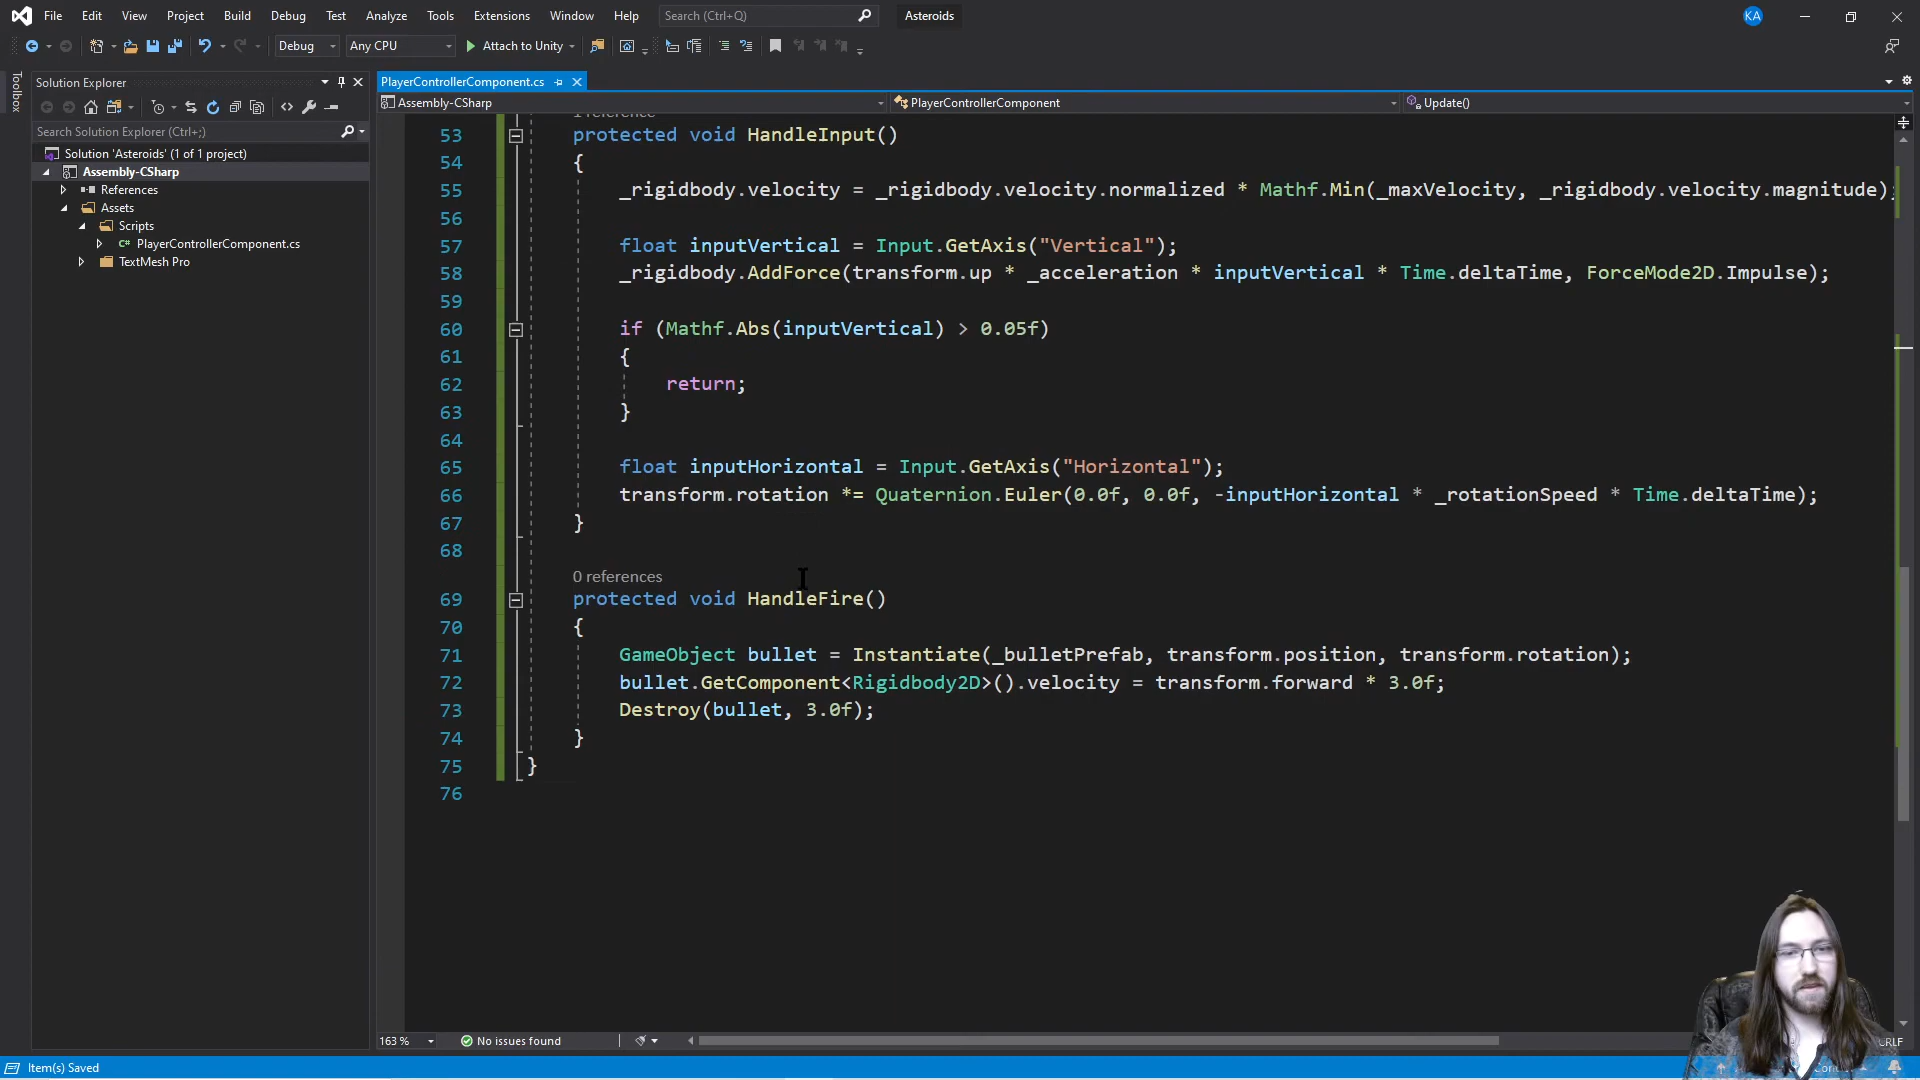 File Edit View Project Build Debug Test Analyze Tools Extensions Window Help Search (Ctrl+Q) Asteroids KA
Debug Any CPU Attach to Unity
Toolbox
Solution Explorer
PlayerControllerComponent.cs
Assembly-CSharp PlayerControllerComponent Update()
Search Solution Explorer (Ctrl+;)
Solution 'Asteroids' (1 of 1 project)
Assembly-CSharp
References
Assets
Scripts
PlayerControllerComponent.cs
TextMesh Pro
1 reference
53 protected void HandleInput()
54 {
55 _rigidbody.velocity = _rigidbody.velocity.normalized * Mathf.Min(_maxVelocity, _rigidbody.velocity.magnitude);
56
57 float inputVertical = Input.GetAxis("Vertical");
58 _rigidbody.AddForce(transform.up * _acceleration * inputVertical * Time.deltaTime, ForceMode2D.Impulse);
59
60 if (Mathf.Abs(inputVertical) > 0.05f)
61 {
62 return;
63 }
64
65 float inputHorizontal = Input.GetAxis("Horizontal");
66 transform.rotation *= Quaternion.Euler(0.0f, 0.0f, -inputHorizontal * _rotationSpeed * Time.deltaTime);
67 }
68
0 references
69 protected void HandleFire()
70 {
71 GameObject bullet = Instantiate(_bulletPrefab, transform.position, transform.rotation);
72 bullet.GetComponent<Rigidbody2D>().velocity = transform.forward * 3.0f;
73 Destroy(bullet, 3.0f);
74 }
75 }
76
163 % No issues found CRLF
Item(s) Saved